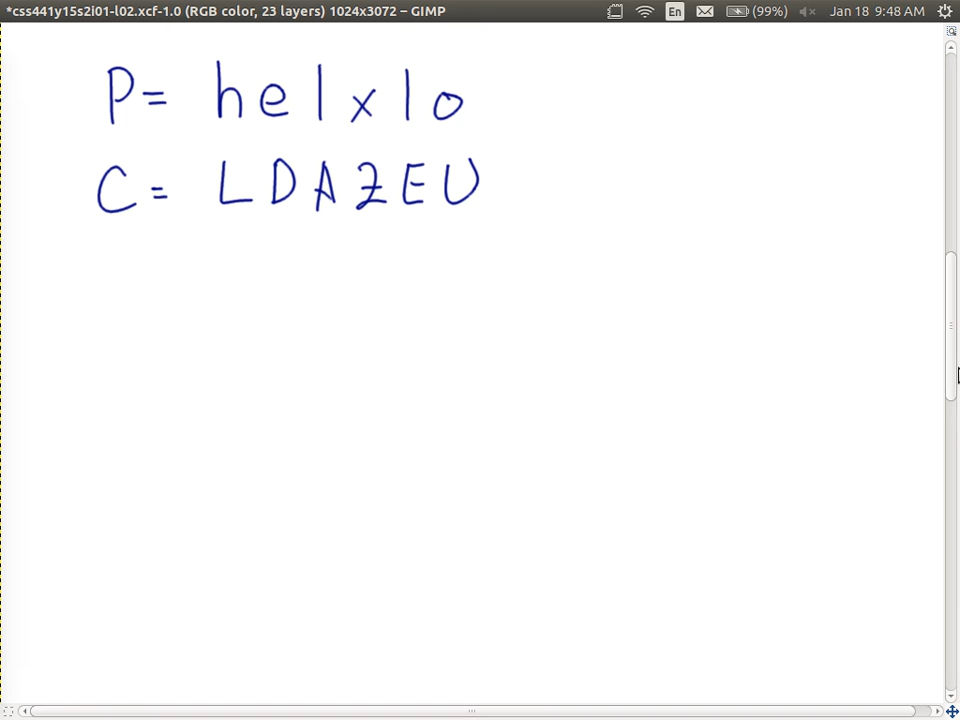 *css441y15s2i01-l02.xcf-1.0 (RGB color, 23 layers) 1024x3072 – GIMP En (99%) Jan 18 9:48 AM
P= helxlo
C= LDAZEU